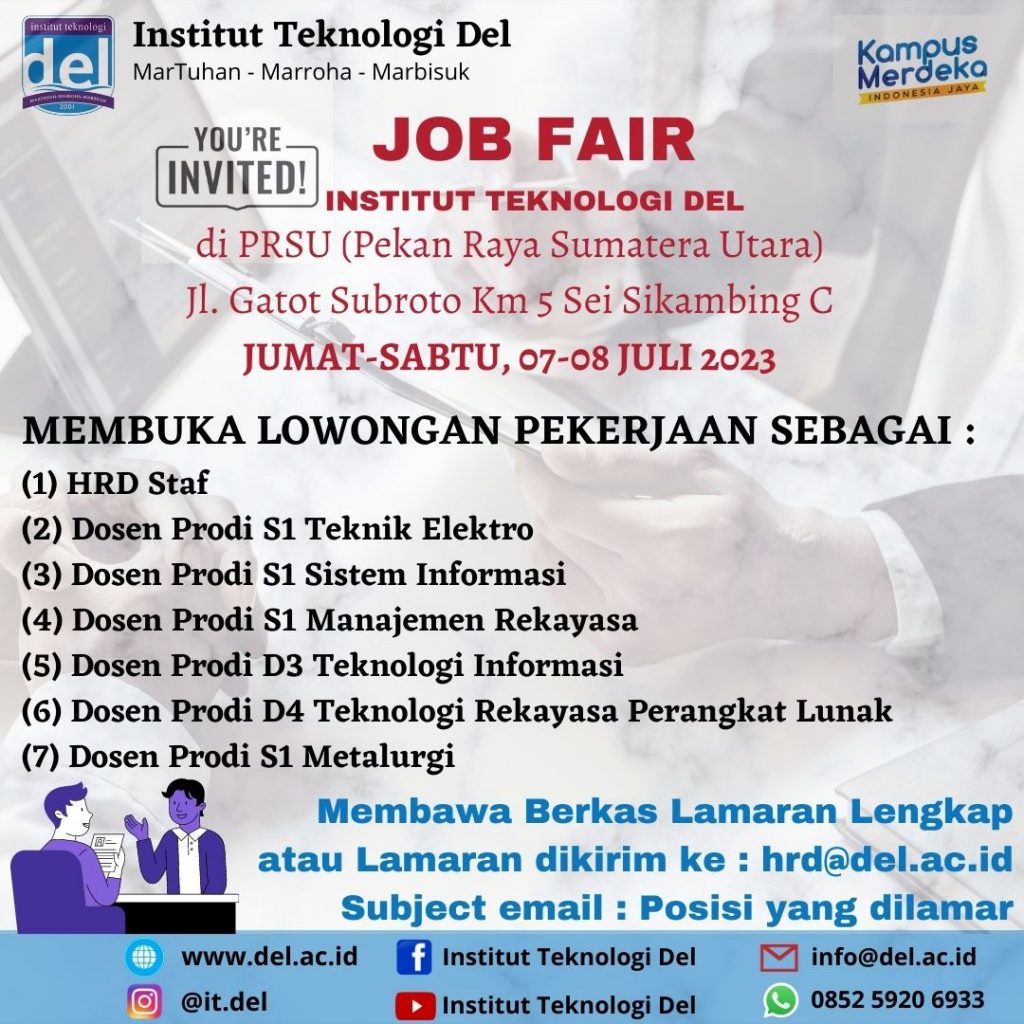 institut teknologi
del
MARTUHAN-MARROHA-MARBISUK
2001
Institut Teknologi Del
MarTuhan - Marroha - Marbisuk
Kampus
Merdeka
INDONESIA JAYA
YOU'RE
INVITED!
JOB FAIR
INSTITUT TEKNOLOGI DEL
di PRSU (Pekan Raya Sumatera Utara)
Jl. Gatot Subroto Km 5 Sei Sikambing C
JUMAT-SABTU, 07-08 JULI 2023
MEMBUKA LOWONGAN PEKERJAAN SEBAGAI :
(1) HRD Staf
(2) Dosen Prodi S1 Teknik Elektro
(3) Dosen Prodi S1 Sistem Informasi
(4) Dosen Prodi S1 Manajemen Rekayasa
(5) Dosen Prodi D3 Teknologi Informasi
(6) Dosen Prodi D4 Teknologi Rekayasa Perangkat Lunak
(7) Dosen Prodi S1 Metalurgi
Membawa Berkas Lamaran Lengkap
atau Lamaran dikirim ke : hrd@del.ac.id
Subject email : Posisi yang dilamar
www.del.ac.id
Institut Teknologi Del
info@del.ac.id
@it.del
Institut Teknologi Del
0852 5920 6933